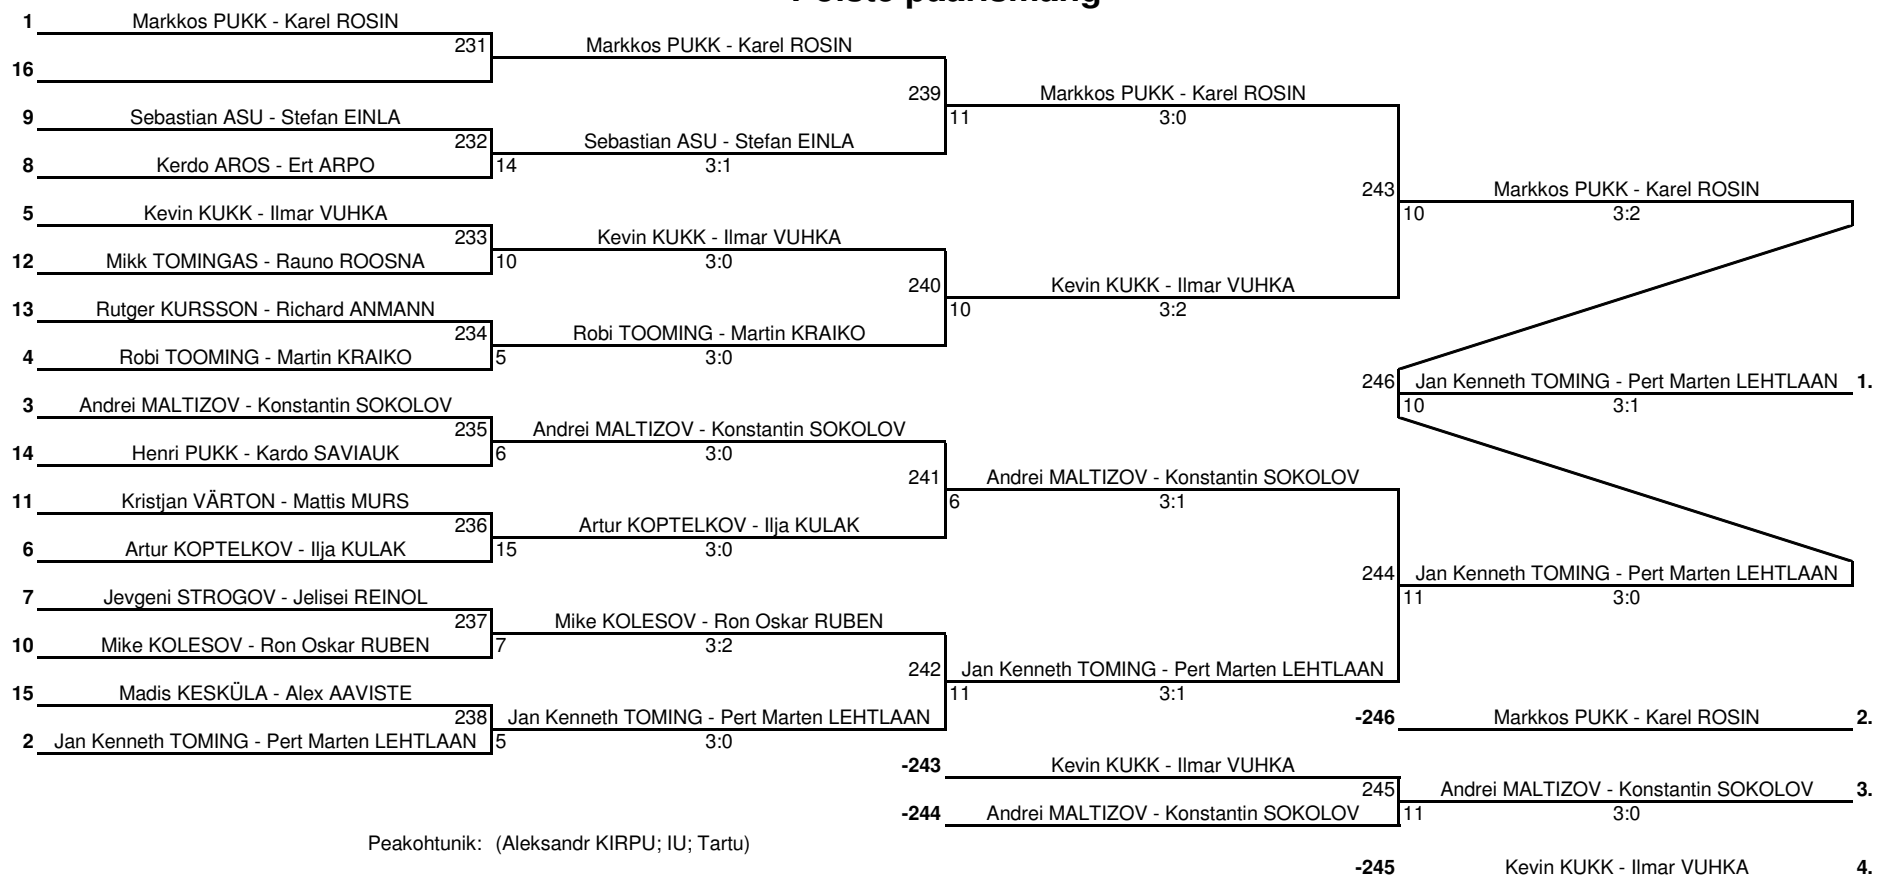 Poiste paarismäng
1 Markkos PUKK - Karel ROSIN
231 Markkos PUKK - Karel ROSIN
16
239 Markkos PUKK - Karel ROSIN
9 Sebastian ASU - Stefan EINLA
11 3:0
232 Sebastian ASU - Stefan EINLA
8 Kerdo AROS - Ert ARPO
14 3:1
243 Markkos PUKK - Karel ROSIN
5 Kevin KUKK - Ilmar VUHKA
10 3:2
233 Kevin KUKK - Ilmar VUHKA
12 Mikk TOMINGAS - Rauno ROOSNA
10 3:0
240 Kevin KUKK - Ilmar VUHKA
13 Rutger KURSSON - Richard ANMANN
10 3:2
234 Robi TOOMING - Martin KRAIKO
4 Robi TOOMING - Martin KRAIKO
5 3:0
246 Jan Kenneth TOMING - Pert Marten LEHTLAAN 1.
3 Andrei MALTIZOV - Konstantin SOKOLOV
10 3:1
235 Andrei MALTIZOV - Konstantin SOKOLOV
14 Henri PUKK - Kardo SAVIAUK
6 3:0
241 Andrei MALTIZOV - Konstantin SOKOLOV
11 Kristjan VÄRTON - Mattis MURS
6 3:1
236 Artur KOPTELKOV - Ilja KULAK
6 Artur KOPTELKOV - Ilja KULAK
15 3:0
244 Jan Kenneth TOMING - Pert Marten LEHTLAAN
7 Jevgeni STROGOV - Jelisei REINOL
11 3:0
237 Mike KOLESOV - Ron Oskar RUBEN
10 Mike KOLESOV - Ron Oskar RUBEN
7 3:2
242 Jan Kenneth TOMING - Pert Marten LEHTLAAN
15 Madis KESKÜLA - Alex AAVISTE
11 3:1
238 Jan Kenneth TOMING - Pert Marten LEHTLAAN
-246 Markkos PUKK - Karel ROSIN 2.
2 Jan Kenneth TOMING - Pert Marten LEHTLAAN
5 3:0
-243 Kevin KUKK - Ilmar VUHKA
245 Andrei MALTIZOV - Konstantin SOKOLOV 3.
-244 Andrei MALTIZOV - Konstantin SOKOLOV
11 3:0
Peakohtunik: (Aleksandr KIRPU; IU; Tartu)
-245 Kevin KUKK - Ilmar VUHKA 4.